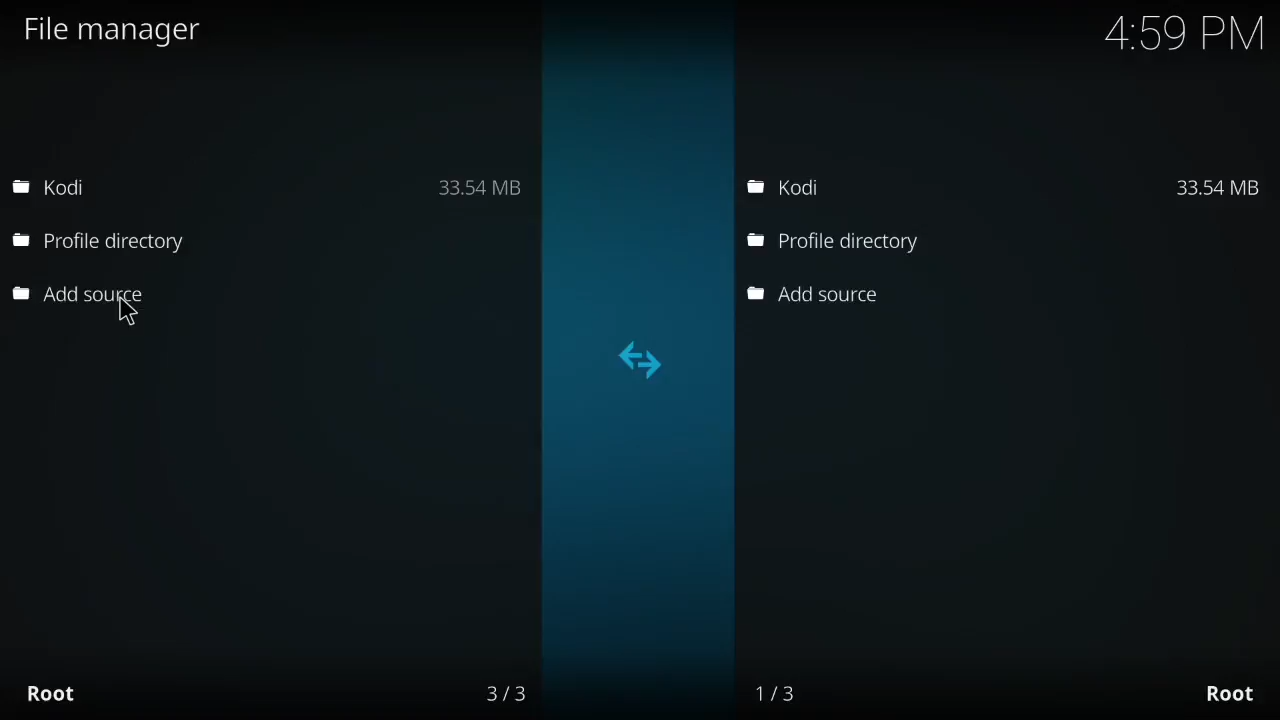 File manager
4:59 PM
Kodi 33.54 MB
Profile directory
Add source
Kodi 33.54 MB
Profile directory
Add source
Root 3 / 3
1 / 3 Root